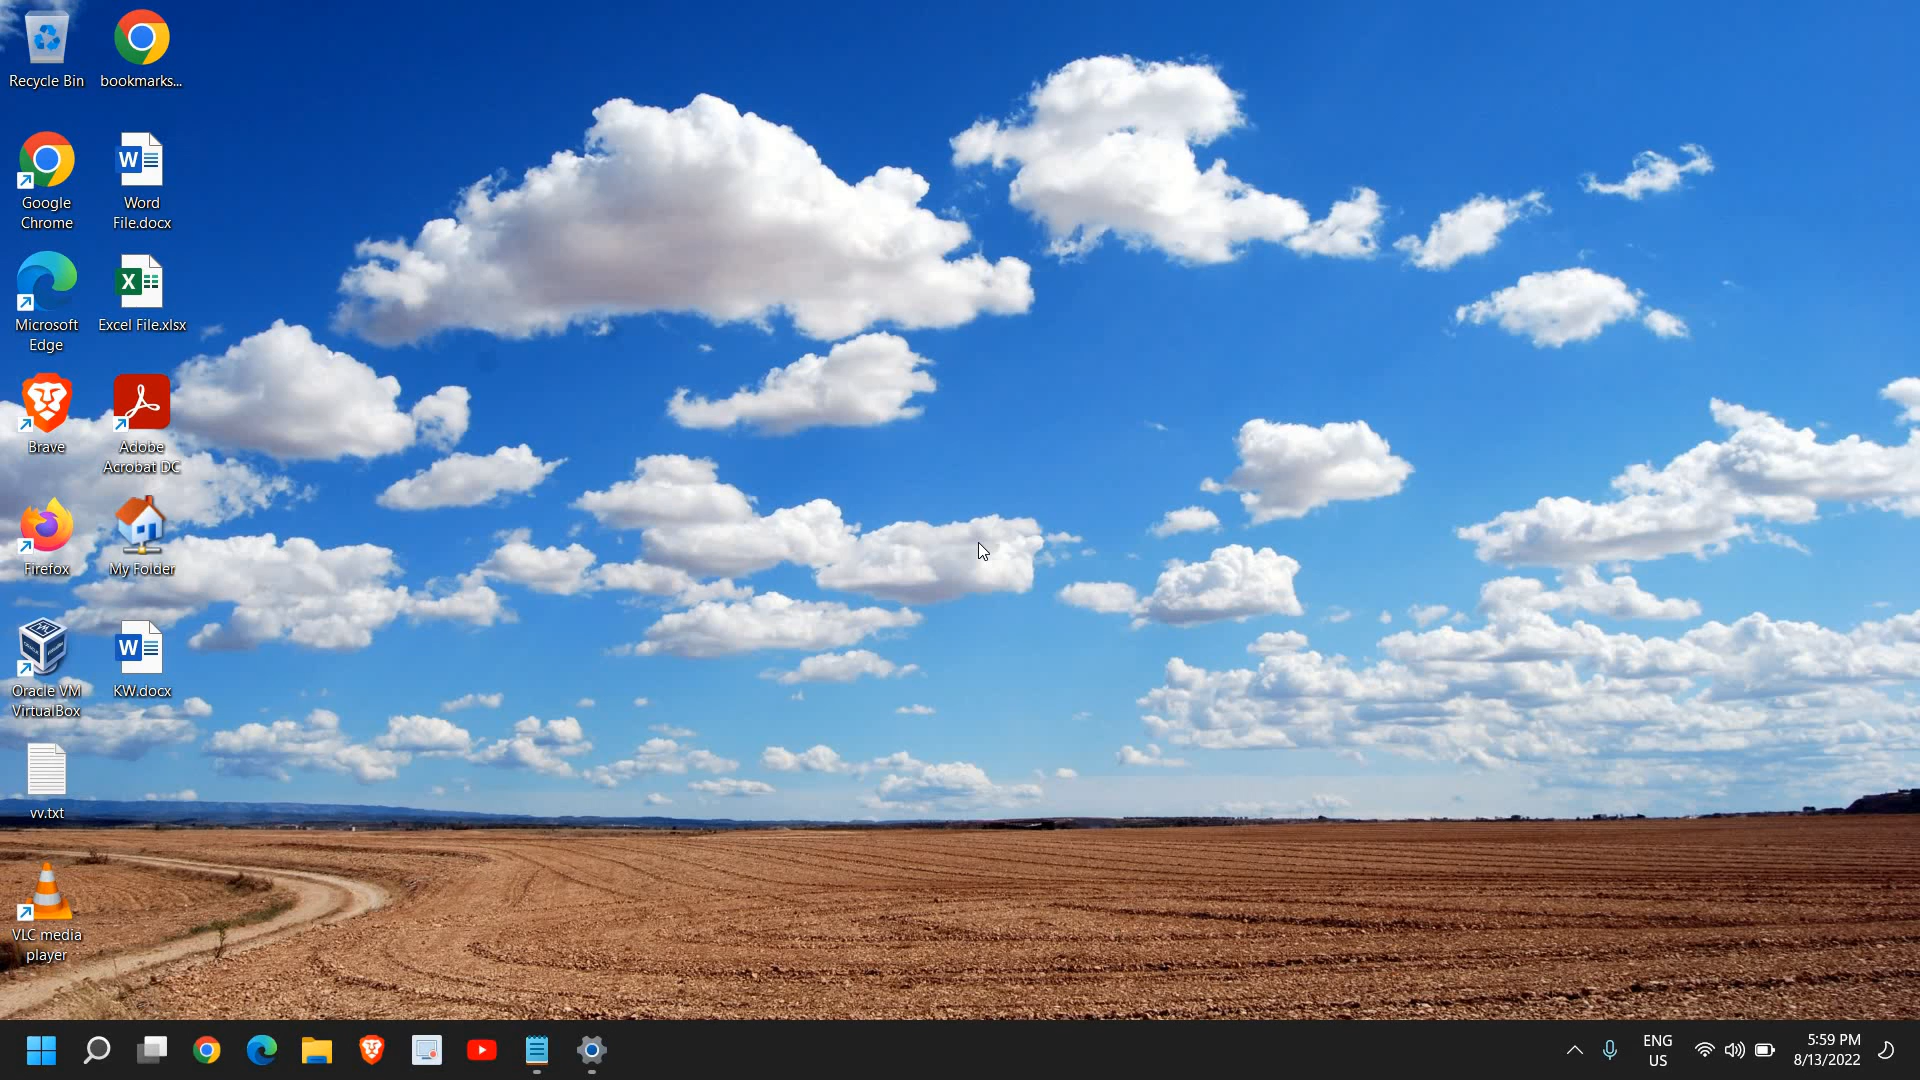 Recycle Bin
bookmarks...
Google
Chrome
Word
File.docx
Microsoft
Edge
Excel File.xlsx
Brave
Adobe
Acrobat DC
Firefox
My Folder
Oracle VM
VirtualBox
KW.docx
vv.txt
VLC media
player
ENG
US
5:59 PM
8/13/2022